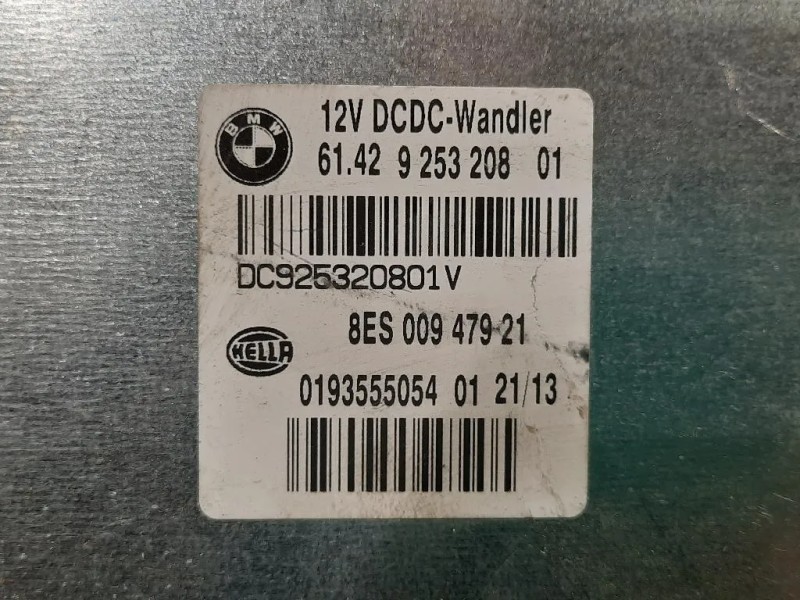 BMW
12V DCDC-Wandler
61.42 9 253 208 01
DC925320801V
HELLA
8ES 009 479 21
0193555054 01 21/13